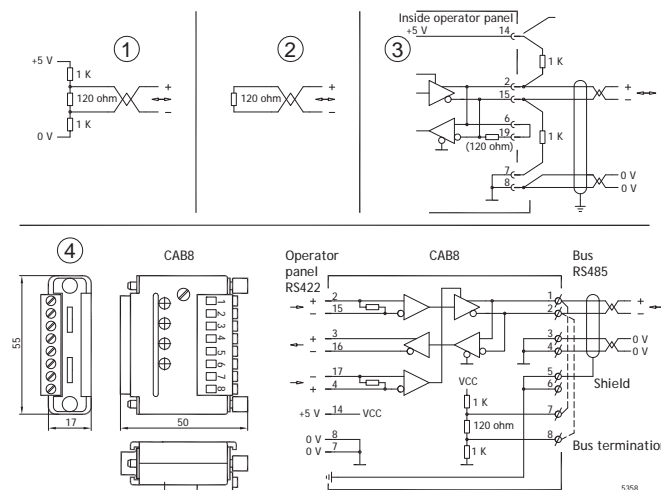 1
+5 V
1 K
120 ohm
+
–
1 K
0 V
2
120 ohm
+
–
3
Inside operator panel
+5 V
14
1 K
2
+
15
–
6
19
(120 ohm)
1 K
7
0 V
8
0 V
4
CAB8
55
17
50
1
2
3
4
5
6
7
8
Operator
panel
RS422
CAB8
Bus
RS485
+ 2
– 15
+ 3
– 16
– 17
+ 4
+5 V 14 VCC
0 V 8
0 V 7
VCC
1 K
120 ohm
1 K
1
+
2
–
3
0 V
4
0 V
5
6
Shield
7
8
Bus termination
5358